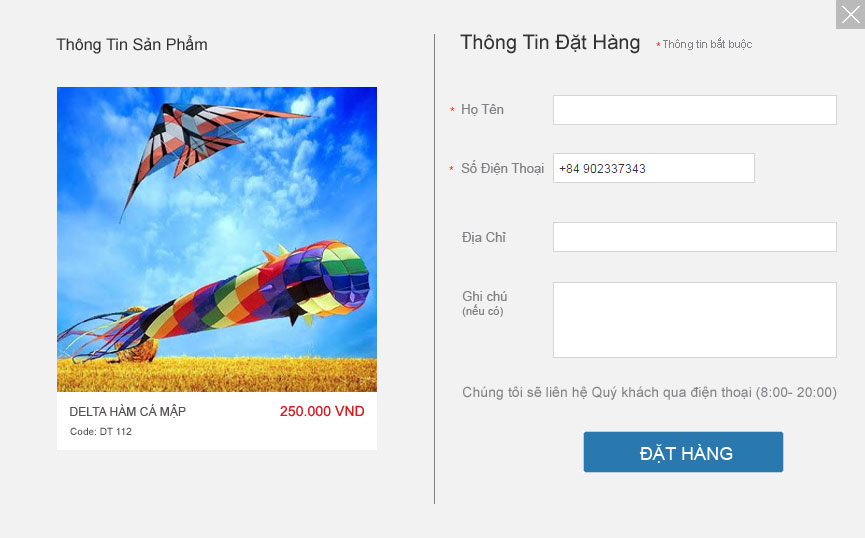 Thông Tin Sản Phẩm
DELTA HÀM CÁ MẬP
250.000 VND
Code: DT 112
Thông Tin Đặt Hàng
* Thông tin bắt buộc
* Họ Tên
* Số Điện Thoại
+84 902337343
Địa Chỉ
Ghi chú
(nếu có)
Chúng tôi sẽ liên hệ Quý khách qua điện thoại (8:00- 20:00)
ĐẶT HÀNG